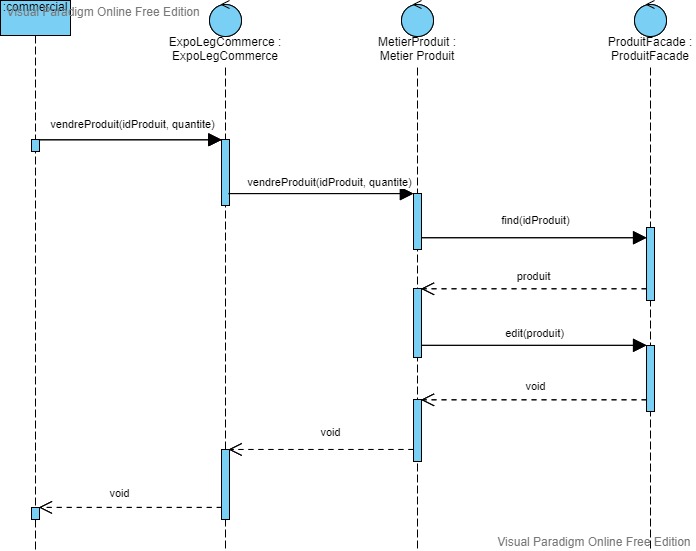 :commercial
Visual Paradigm Online Free Edition
ExpoLegCommerce :
ExpoLegCommerce
MetierProduit :
Metier Produit
ProduitFacade :
ProduitFacade
vendreProduit(idProduit, quantite)
vendreProduit(idProduit, quantite)
find(idProduit)
produit
edit(produit)
void
void
void
Visual Paradigm Online Free Edition